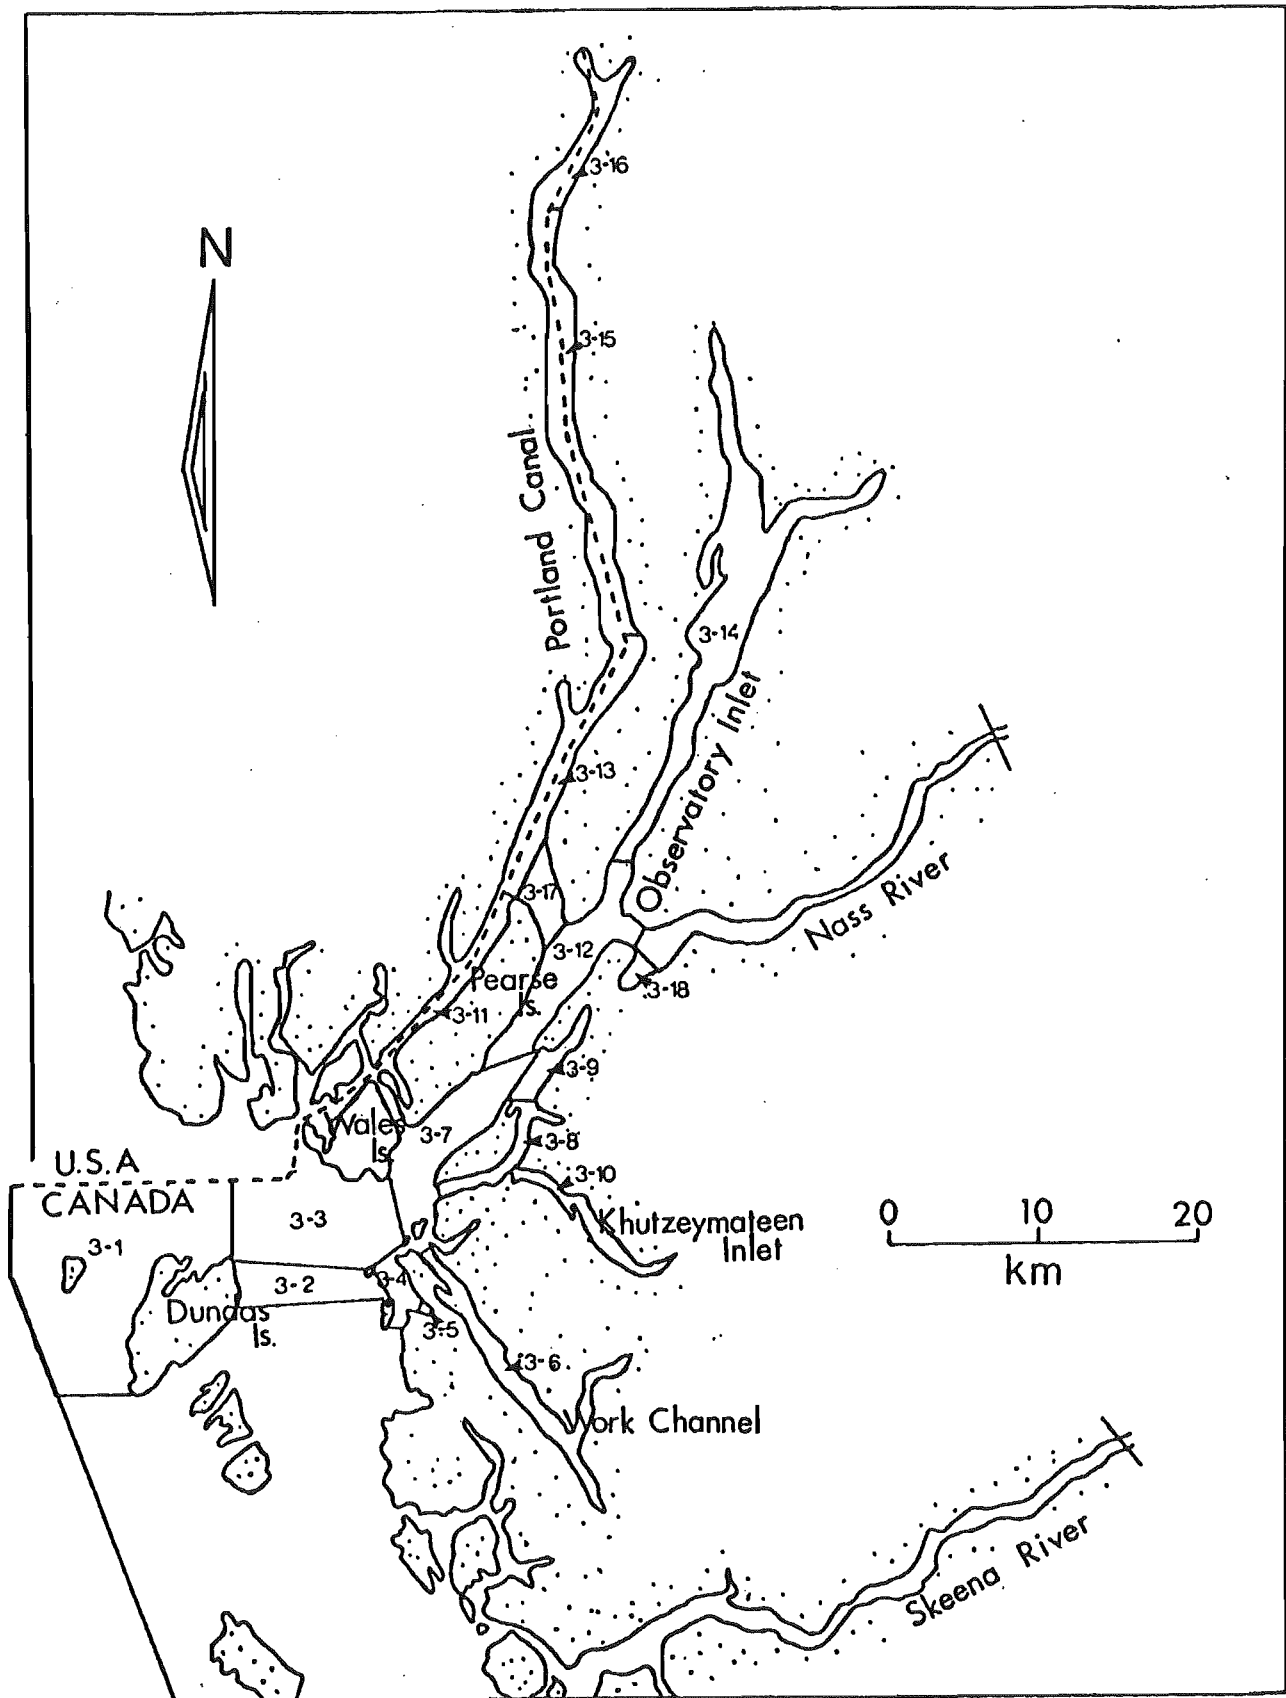 3-16
N
3-15
Portland Canal
3-14
Observatory Inlet
3-13
3-17
Nass River
3-12
Pearse
Is.
3-18
3-11
3-9
Wales
Is.
3-7
3-8
U.S.A
3-10
CANADA
3-3
Khutzeymateen
Inlet
0 10 20
km
3-1
3-2
3-4
Dundas
Is.
3-5
3-6
Work Channel
Skeena River